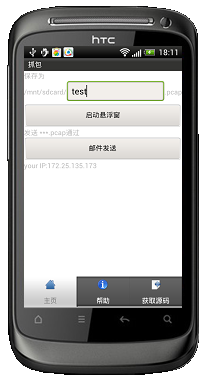 hTC
18:11
抓包
保存为
/mnt/sdcard/ test .pcap
启动悬浮窗
发送 ***.pcap通过
邮件发送
your IP:172.25.135.173
主页 帮助 获取源码